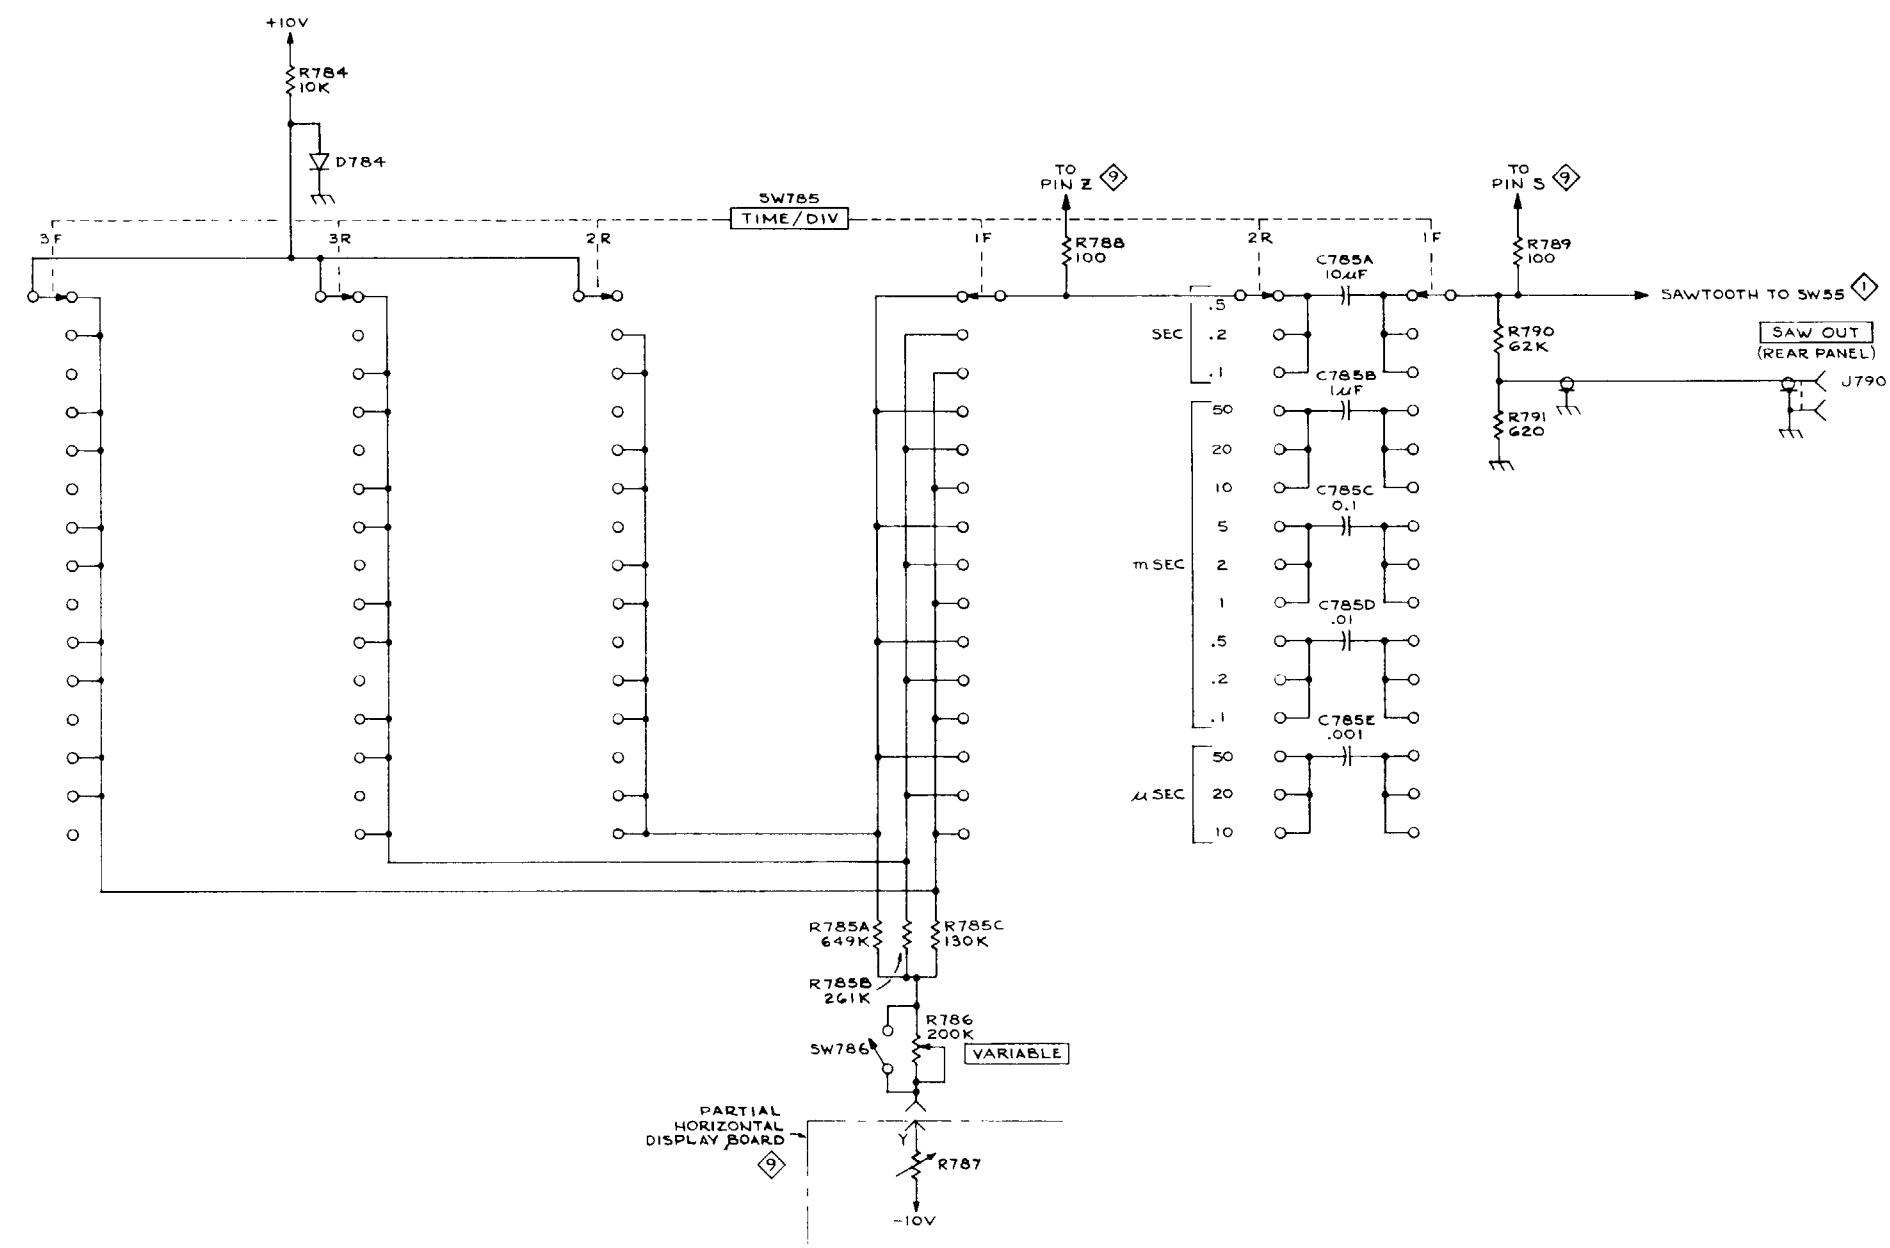 +10V
R784
10K
D784
SW785
TIME/DIV
3F
3R
2R
1F
2R
1F
TO
PIN Z 9
R788
100
TO
PIN S 9
R789
100
C785A
10µF
SAWTOOTH TO SW55 1
SEC
.5
.2
.1
R790
62K
SAW OUT
(REAR PANEL)
J790
C785B
1µF
R791
620
mSEC
50
20
10
5
2
1
.5
.2
.1
C785C
0.1
C785D
.01
C785E
.001
µSEC
50
20
10
R785A
649K
R785C
130K
R785B
261K
R786
200K
SW786
VARIABLE
PARTIAL
HORIZONTAL
DISPLAY BOARD
9
Y
R787
-10V